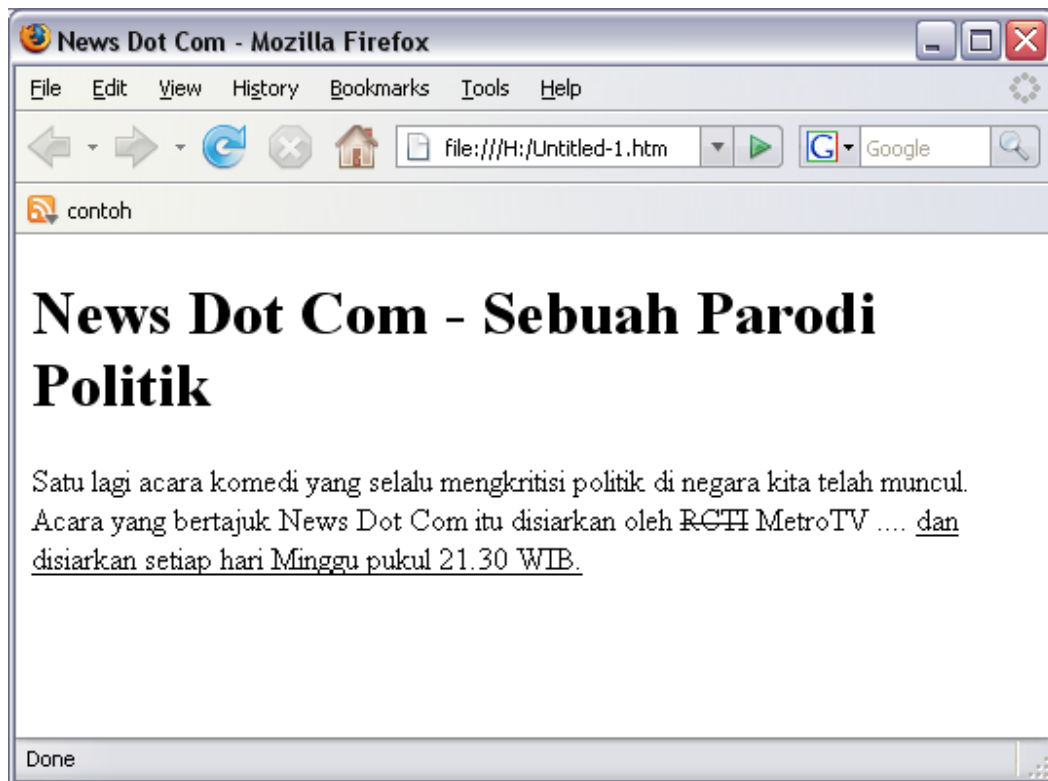 News Dot Com - Mozilla Firefox
File Edit View History Bookmarks Tools Help
file:///H:/Untitled-1.htm G Google
contoh
News Dot Com - Sebuah Parodi
Politik
Satu lagi acara komedi yang selalu mengkritisi politik di negara kita telah muncul.
Acara yang bertajuk News Dot Com itu disiarkan oleh RCTI MetroTV .... dan
disiarkan setiap hari Minggu pukul 21.30 WIB.
Done